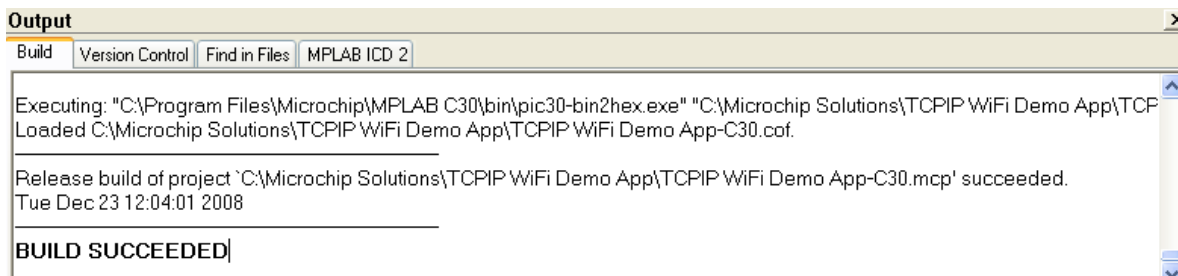 Output
Build Version Control Find in Files MPLAB ICD 2
Executing: "C:\Program Files\Microchip\MPLAB C30\bin\pic30-bin2hex.exe" "C:\Microchip Solutions\TCPIP WiFi Demo App\TCP
Loaded C:\Microchip Solutions\TCPIP WiFi Demo App\TCPIP WiFi Demo App-C30.cof.
Release build of project `C:\Microchip Solutions\TCPIP WiFi Demo App\TCPIP WiFi Demo App-C30.mcp' succeeded.
Tue Dec 23 12:04:01 2008
BUILD SUCCEEDED